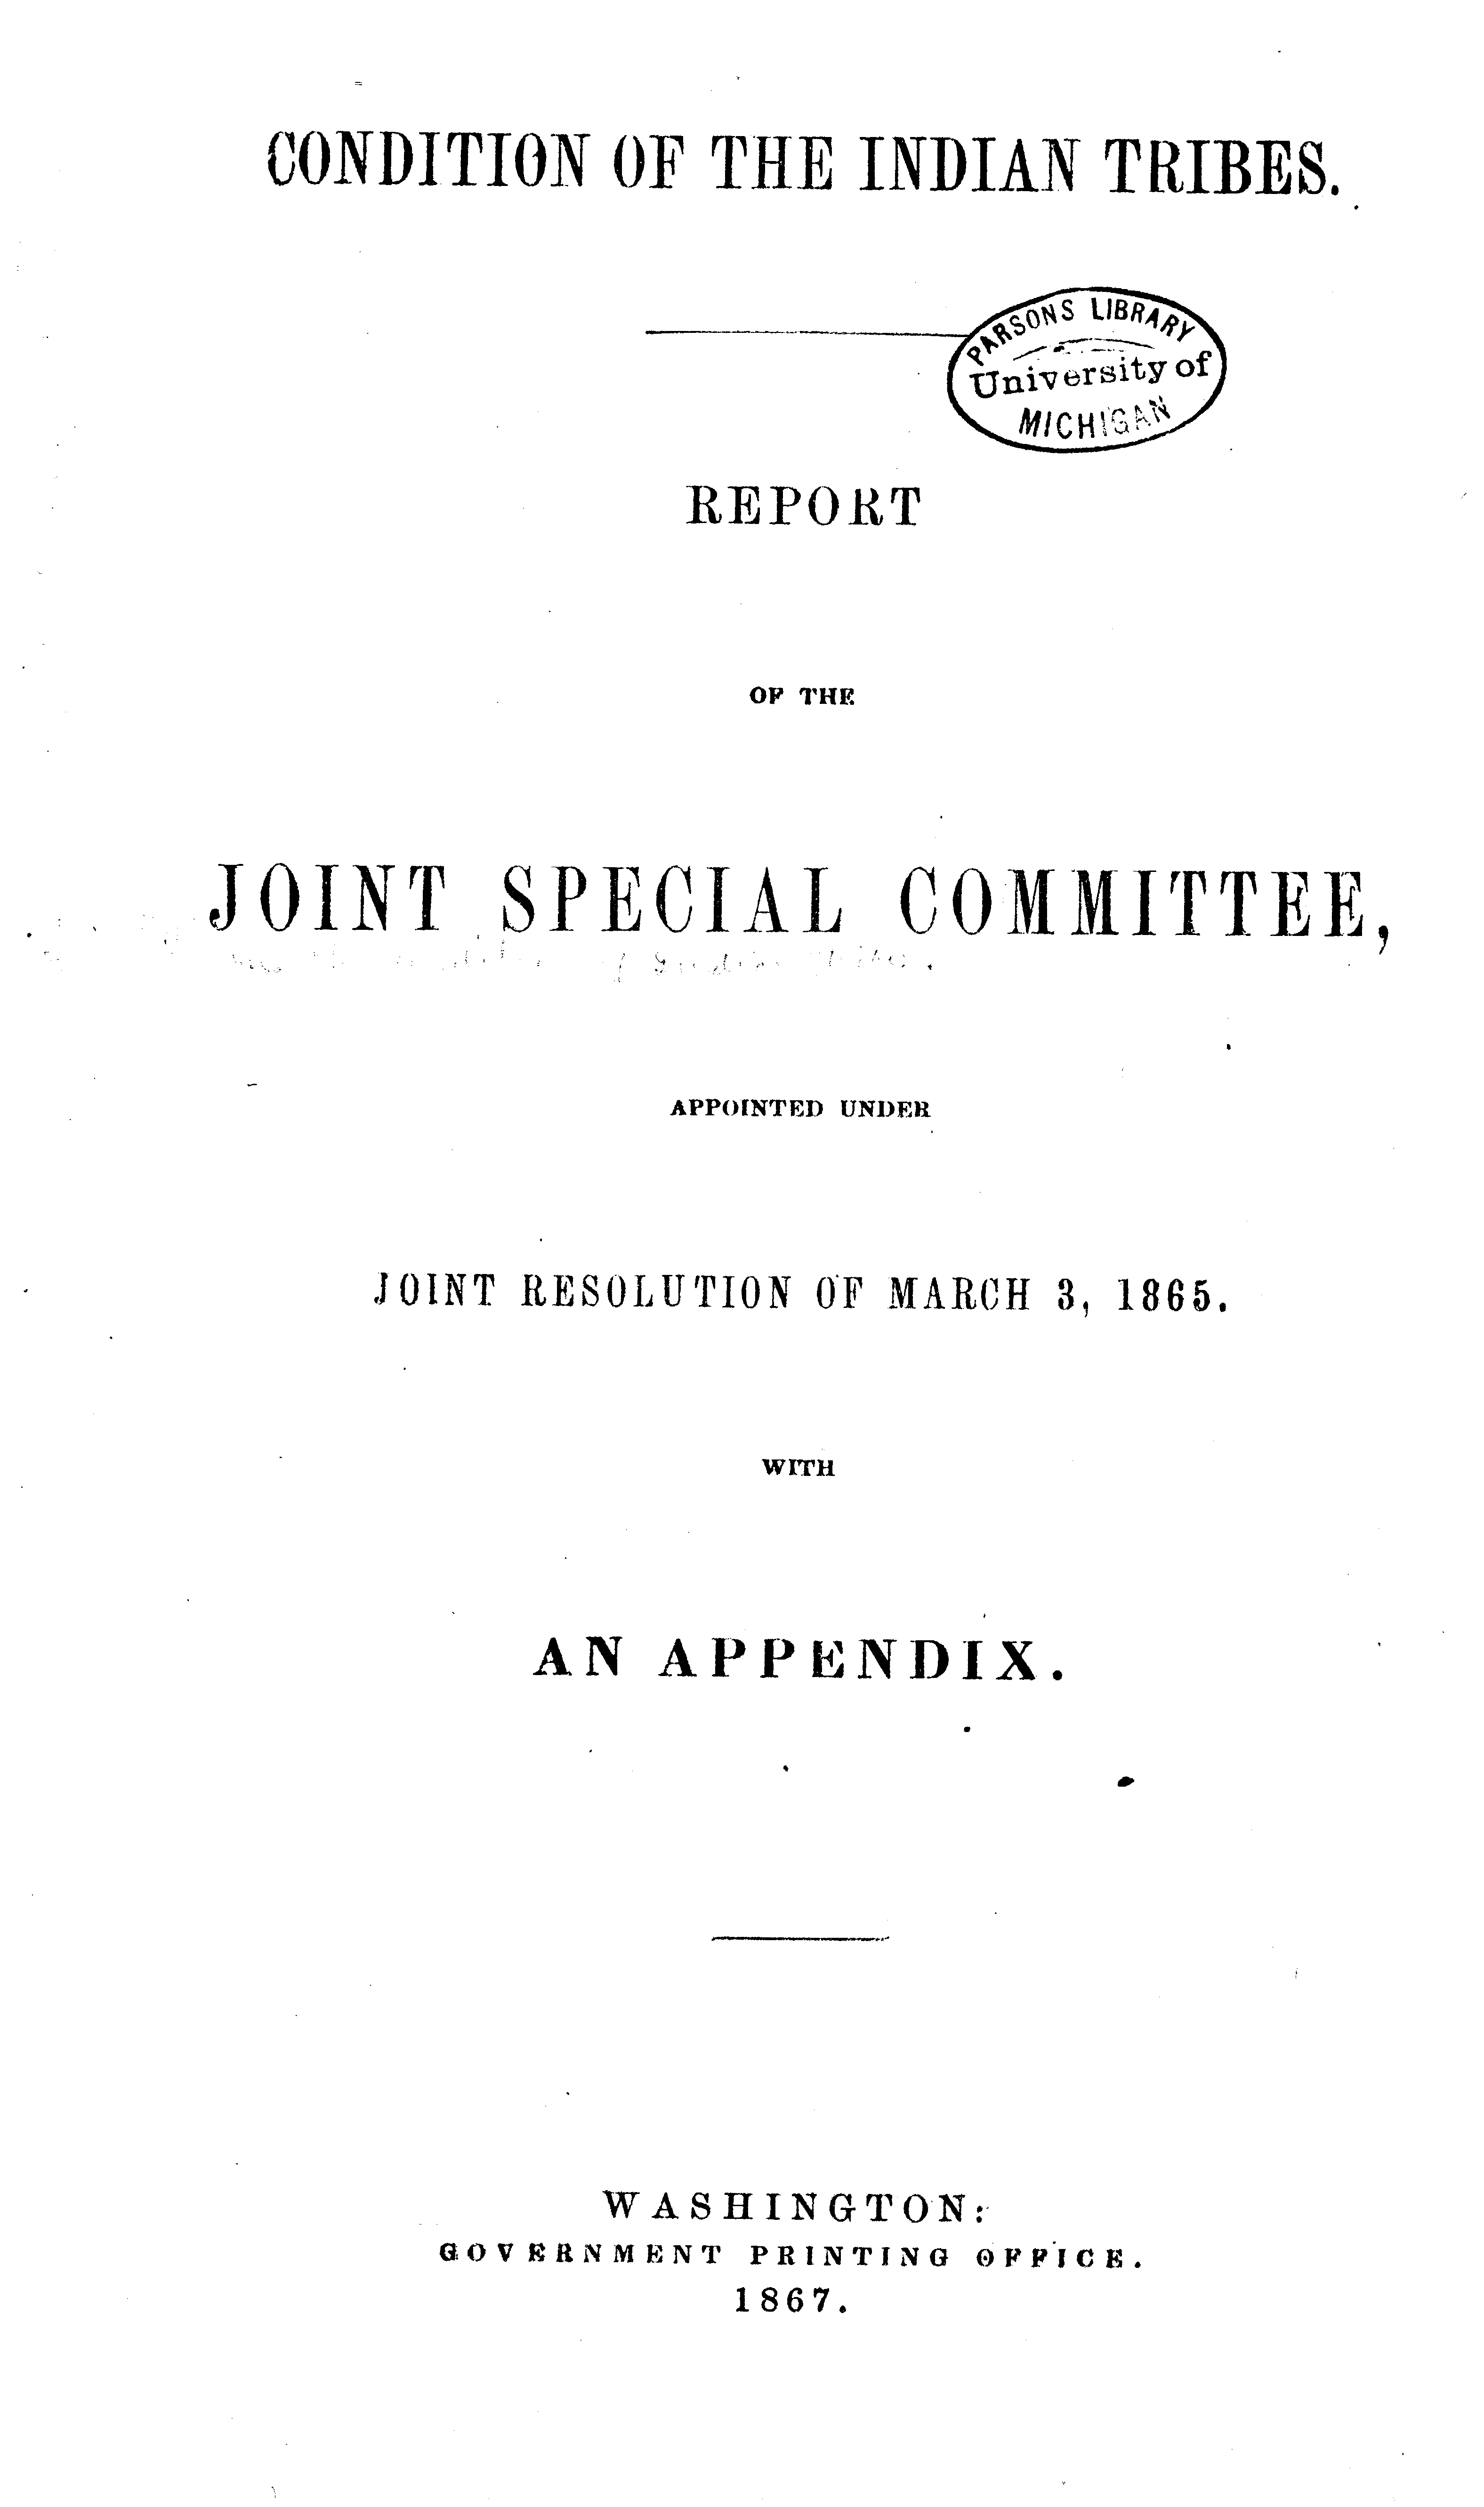 CONDITION OF THE INDIAN TRIBES.
PARSONS LIBRARY
University of
MICHIGAN
REPORT
OF THE
JOINT SPECIAL COMMITTEE,
APPOINTED UNDER
JOINT RESOLUTION OF MARCH 3, 1865.
WITH
AN APPENDIX.
WASHINGTON:
GOVERNMENT PRINTING OFFICE.
1867.